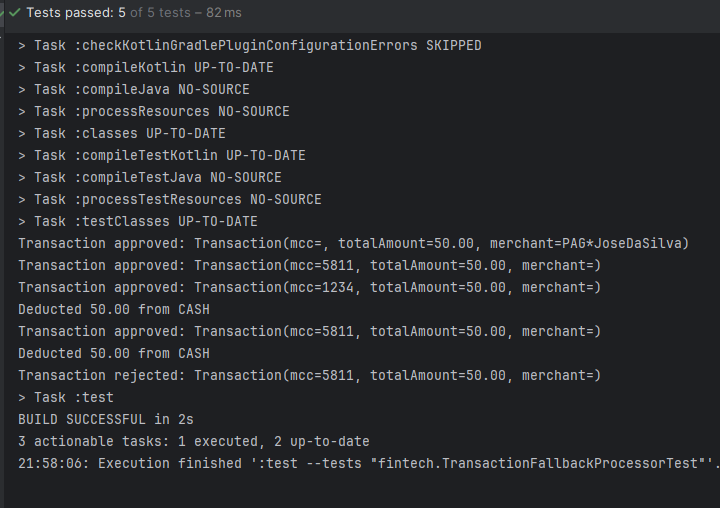 Tests passed: 5 of 5 tests – 82 ms
> Task :checkKotlinGradlePluginConfigurationErrors SKIPPED
> Task :compileKotlin UP-TO-DATE
> Task :compileJava NO-SOURCE
> Task :processResources NO-SOURCE
> Task :classes UP-TO-DATE
> Task :compileTestKotlin UP-TO-DATE
> Task :compileTestJava NO-SOURCE
> Task :processTestResources NO-SOURCE
> Task :testClasses UP-TO-DATE
Transaction approved: Transaction(mcc=, totalAmount=50.00, merchant=PAG*JoseDaSilva)
Transaction approved: Transaction(mcc=5811, totalAmount=50.00, merchant=)
Transaction approved: Transaction(mcc=1234, totalAmount=50.00, merchant=)
Deducted 50.00 from CASH
Transaction approved: Transaction(mcc=5811, totalAmount=50.00, merchant=)
Deducted 50.00 from CASH
Transaction rejected: Transaction(mcc=5811, totalAmount=50.00, merchant=)
> Task :test
BUILD SUCCESSFUL in 2s
3 actionable tasks: 1 executed, 2 up-to-date
21:58:06: Execution finished ':test --tests "fintech.TransactionFallbackProcessorTest"'.